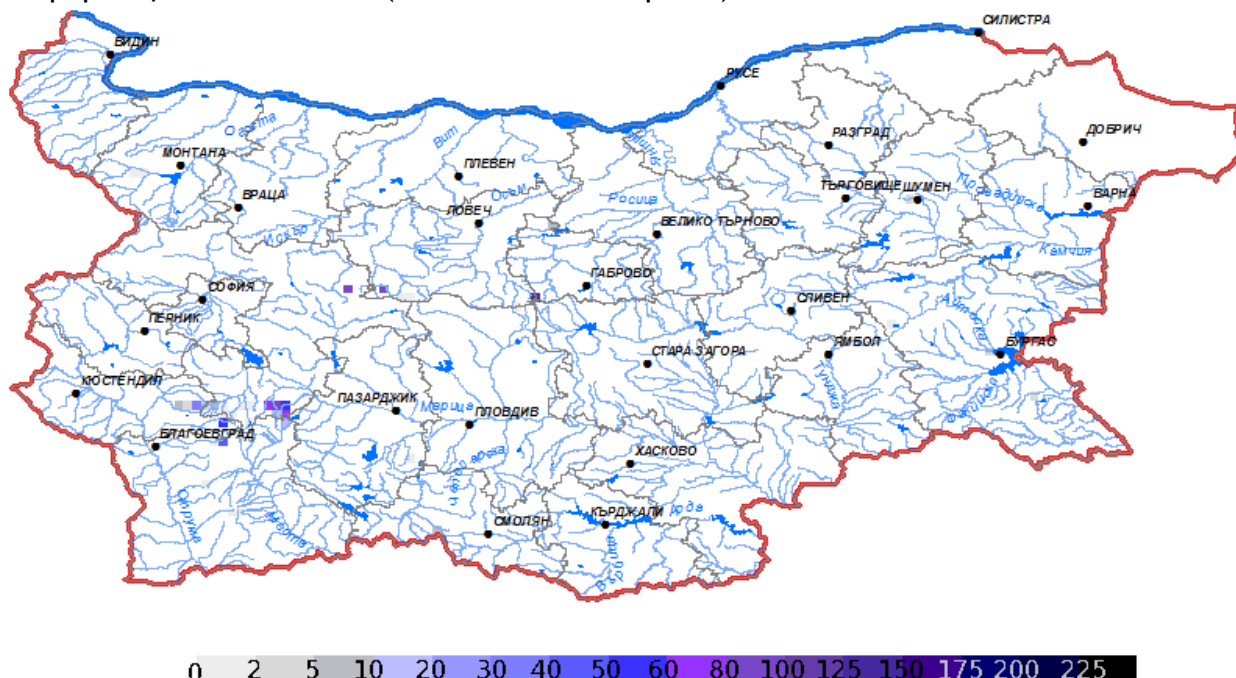 СИЛИСТРА
ВИДИН
РУСЕ
Огоста
Вит
РАЗГРАД
ДОБРИЧ
МОНТАНА
ПЛЕВЕН
ВРАЦА
Осъм
Росица
ТЪРГОВИЩЕ
ШУМЕН
ВАРНА
ЛОВЕЧ
ВЕЛИКО ТЪРНОВО
Камчия
ГАБРОВО
СОФИЯ
СЛИВЕН
ПЕРНИК
ЯМБОЛ
БУРГАС
СТАРА ЗАГОРА
КЮСТЕНДИЛ
Тунджа
ПАЗАРДЖИК
Марица
ПЛОВДИВ
БЛАГОЕВГРАД
ХАСКОВО
Струма
Места
СМОЛЯН
КЪРДЖАЛИ
0 2 5 10 20 30 40 50 60 80 100 125 150 175 200 225